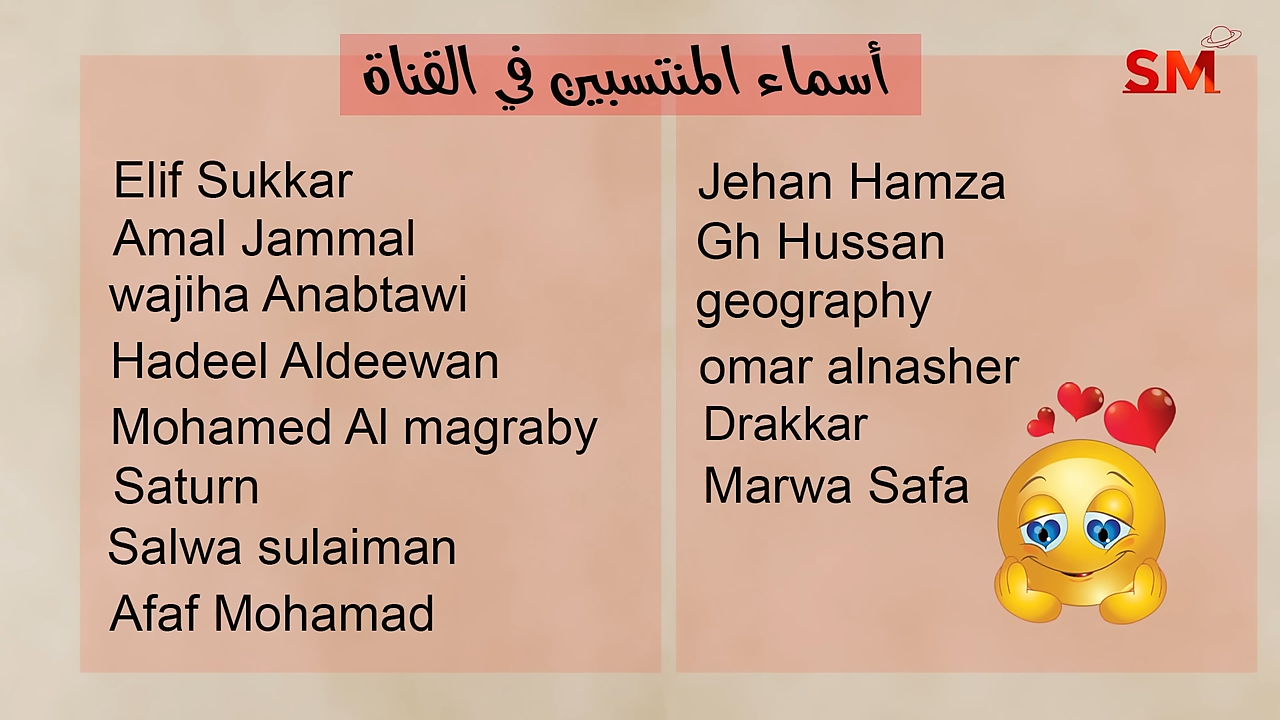 أسماء المنتسبين في القناة
SM
Elif Sukkar
Amal Jammal
wajiha Anabtawi
Hadeel Aldeewan
Mohamed Al magraby
Saturn
Salwa sulaiman
Afaf Mohamad
Jehan Hamza
Gh Hussan
geography
omar alnasher
Drakkar
Marwa Safa